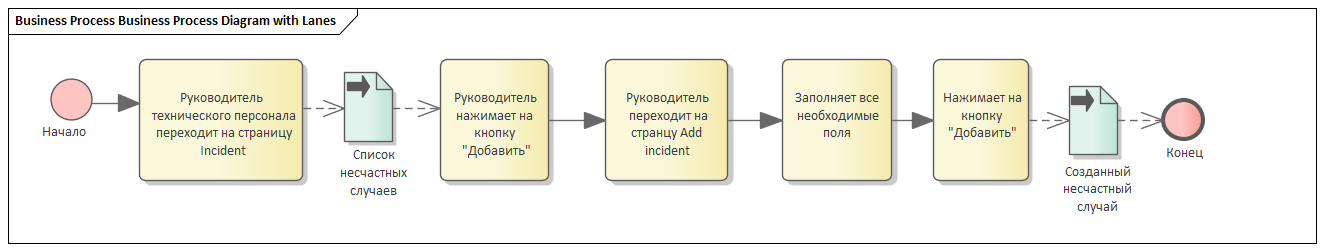 Business Process Business Process Diagram with Lanes
Начало
Руководитель
технического персонала
переходит на страницу
Incident
Список
несчастных
случаев
Руководитель
нажимает на
кнопку
"Добавить"
Руководитель
переходит на
странцу Add
incident
Заполняет все
необходимые
поля
Нажимает на
кнопку
"Добавить"
Созданный
несчастный
случай
Конец